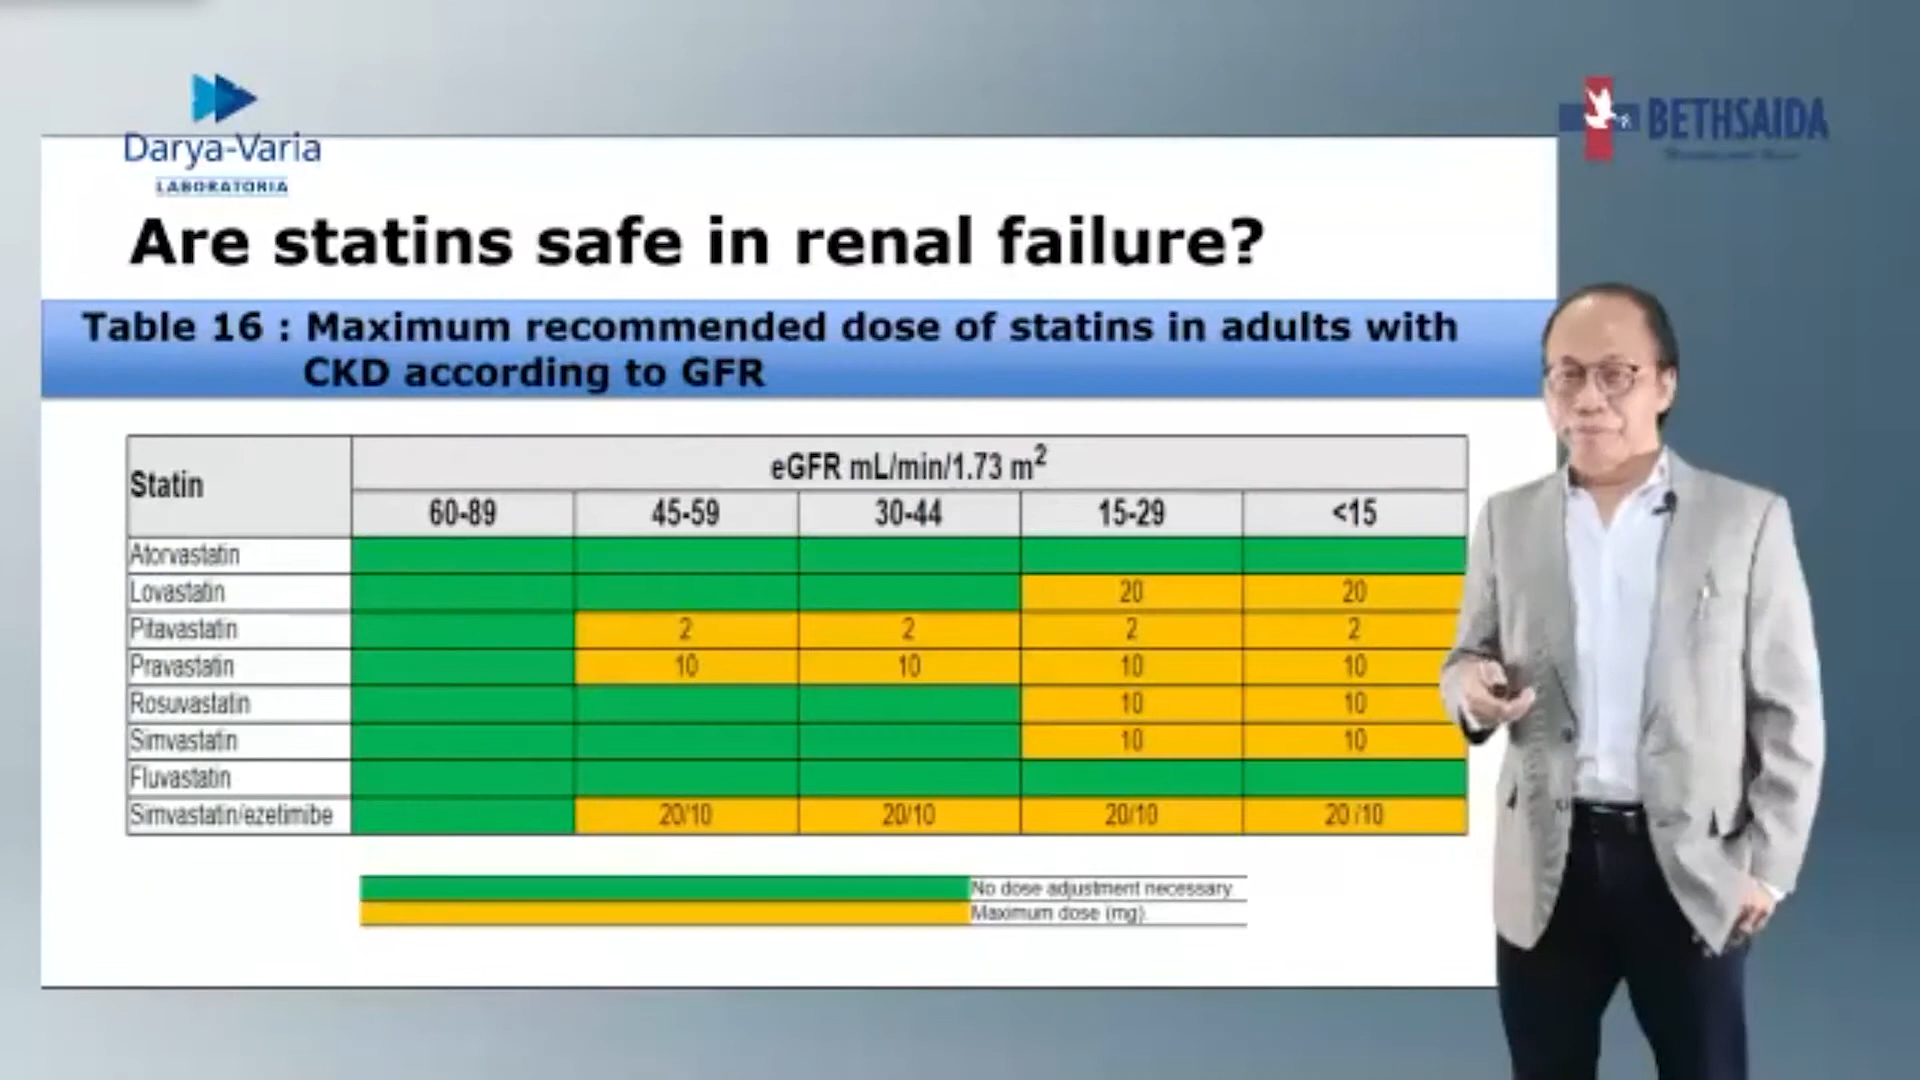 Darya-Varia
LABORATORIA
BETHSAIDA
Are statins safe in renal failure?
Table 16 : Maximum recommended dose of statins in adults with
CKD according to GFR
Statin
eGFR mL/min/1.73 m²
60-89 45-59 30-44 15-29 <15
Atorvastatin
Lovastatin 20 20
Pitavastatin 2 2 2 2
Pravastatin 10 10 10 10
Rosuvastatin 10 10
Simvastatin 10 10
Fluvastatin
Simvastatin/ezetimibe 20/10 20/10 20/10 20 /10
No dose adjustment necessary.
Maximum dose (mg).